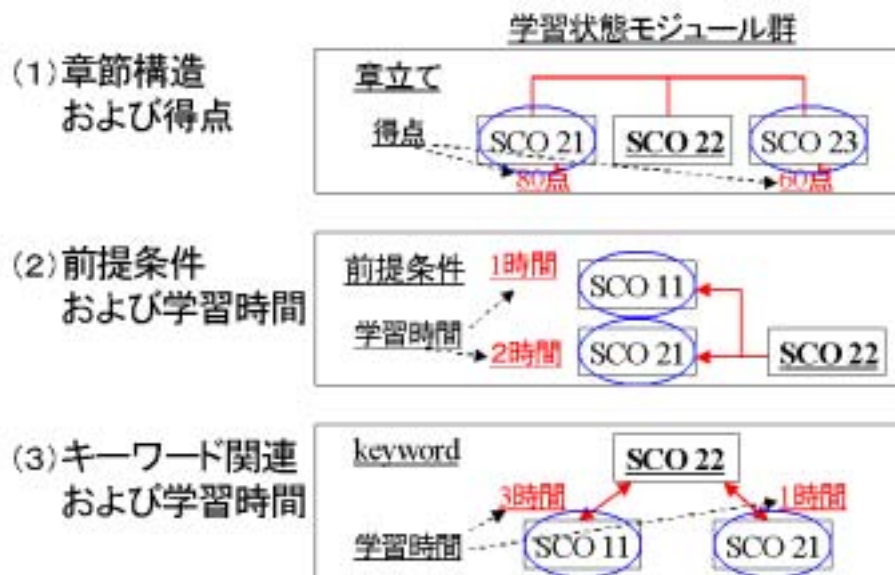 学習状態モジュール群
(1)章節構造
および得点
章立て
得点
SCO 21
SCO 22
SCO 23
80点
60点
(2)前提条件
および学習時間
前提条件
1時間
SCO 11
学習時間
2時間
SCO 21
SCO 22
(3)キーワード関連
および学習時間
keyword
SCO 22
3時間
1時間
学習時間
SCO 11
SCO 21